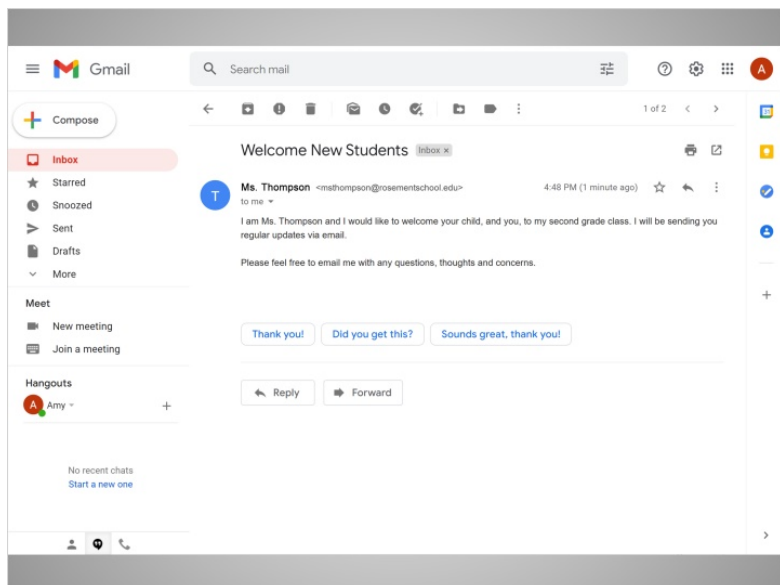 Gmail
Search mail
A
Compose
1 of 2
Inbox
Starred
Snoozed
Sent
Drafts
More
Meet
New meeting
Join a meeting
Hangouts
A Amy
No recent chats
Start a new one
Welcome New Students Inbox ×
T
Ms. Thompson <msthompson@rosementschool.edu> 4:48 PM (1 minute ago)
to me
I am Ms. Thompson and I would like to welcome your child, and you, to my second grade class. I will be sending you
regular updates via email.
Please feel free to email me with any questions, thoughts and concerns.
Thank you! Did you get this? Sounds great, thank you!
Reply Forward